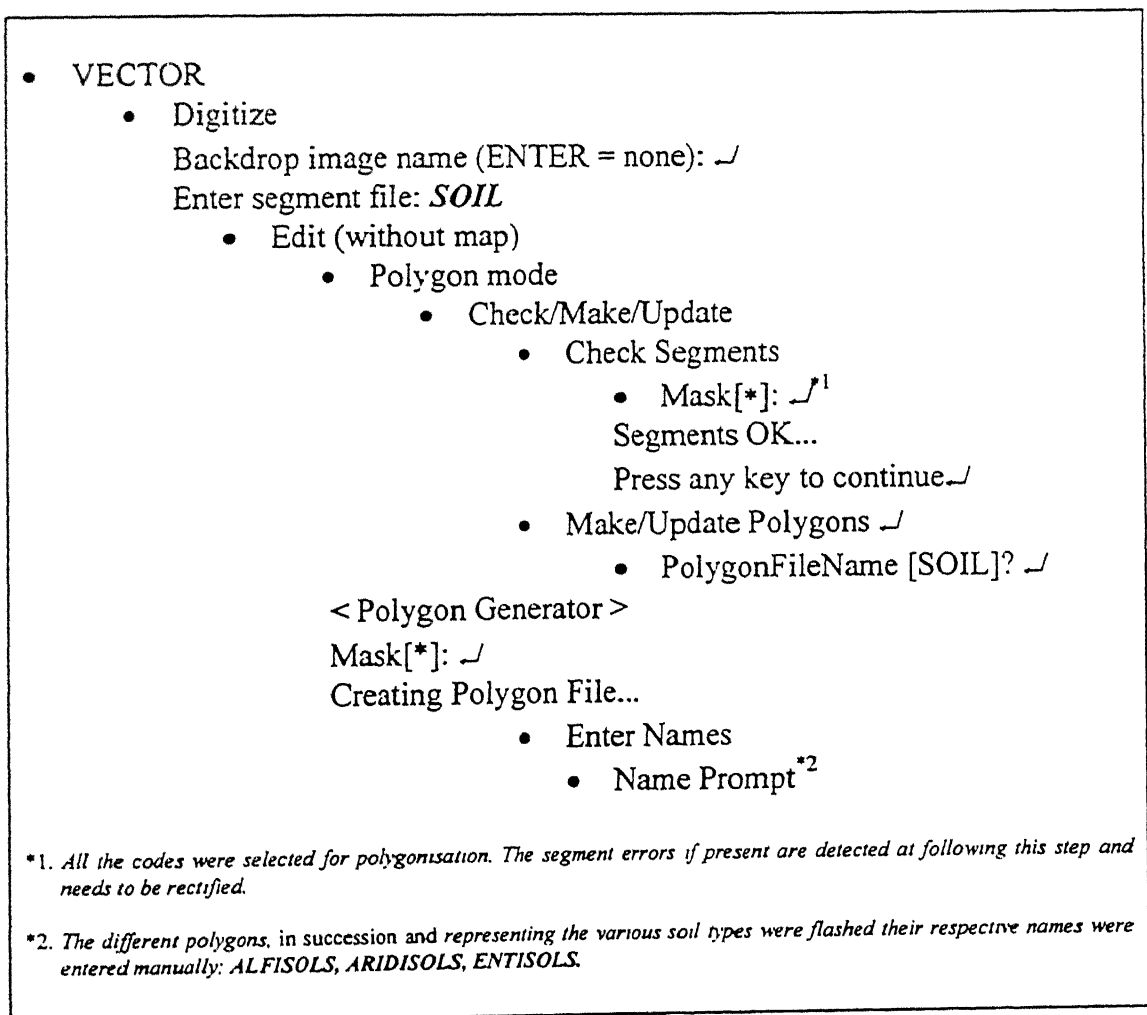 • VECTOR
• Digitize
Backdrop image name (ENTER = none): ↵
Enter segment file: SOIL
• Edit (without map)
• Polygon mode
• Check/Make/Update
• Check Segments
• Mask[*]: ↵*1
Segments OK...
Press any key to continue↵
• Make/Update Polygons ↵
• PolygonFileName [SOIL]? ↵
< Polygon Generator >
Mask[*]: ↵
Creating Polygon File...
• Enter Names
• Name Prompt*2
*1. All the codes were selected for polygonisation. The segment errors if present are detected at following this step and
needs to be rectified.
*2. The different polygons, in succession and representing the various soil types were flashed their respective names were
entered manually: ALFISOLS, ARIDISOLS, ENTISOLS.